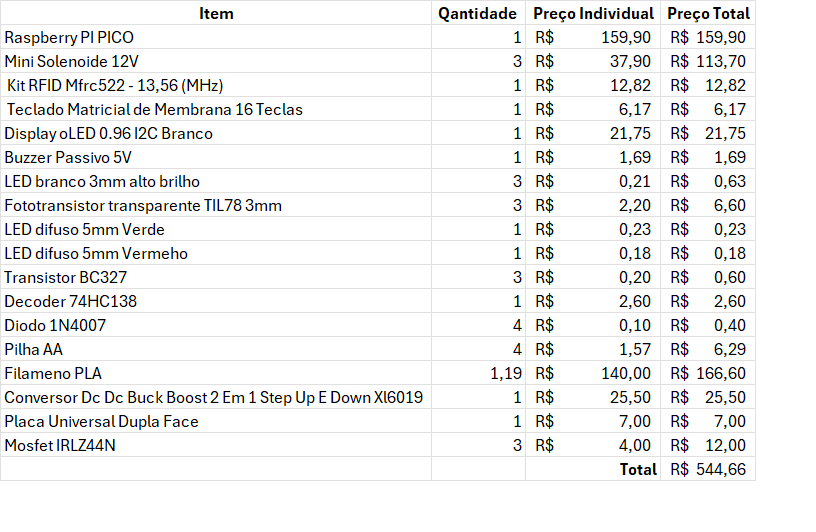 Item Qantidade Preço Individual Preço Total
Raspberry PI PICO 1 R$ 159,90 R$ 159,90
Mini Solenoide 12V 3 R$ 37,90 R$ 113,70
Kit RFID Mfrc522 - 13,56 (MHz) 1 R$ 12,82 R$ 12,82
Teclado Matricial de Membrana 16 Teclas 1 R$ 6,17 R$ 6,17
Display oLED 0.96 I2C Branco 1 R$ 21,75 R$ 21,75
Buzzer Passivo 5V 1 R$ 1,69 R$ 1,69
LED branco 3mm alto brilho 3 R$ 0,21 R$ 0,63
Fototransistor transparente TIL78 3mm 3 R$ 2,20 R$ 6,60
LED difuso 5mm Verde 1 R$ 0,23 R$ 0,23
LED difuso 5mm Vermeho 1 R$ 0,18 R$ 0,18
Transistor BC327 3 R$ 0,20 R$ 0,60
Decoder 74HC138 1 R$ 2,60 R$ 2,60
Diodo 1N4007 4 R$ 0,10 R$ 0,40
Pilha AA 4 R$ 1,57 R$ 6,29
Filameno PLA 1,19 R$ 140,00 R$ 166,60
Conversor Dc Dc Buck Boost 2 Em 1 Step Up E Down Xl6019 1 R$ 25,50 R$ 25,50
Placa Universal Dupla Face 1 R$ 7,00 R$ 7,00
Mosfet IRLZ44N 3 R$ 4,00 R$ 12,00
Total R$ 544,66